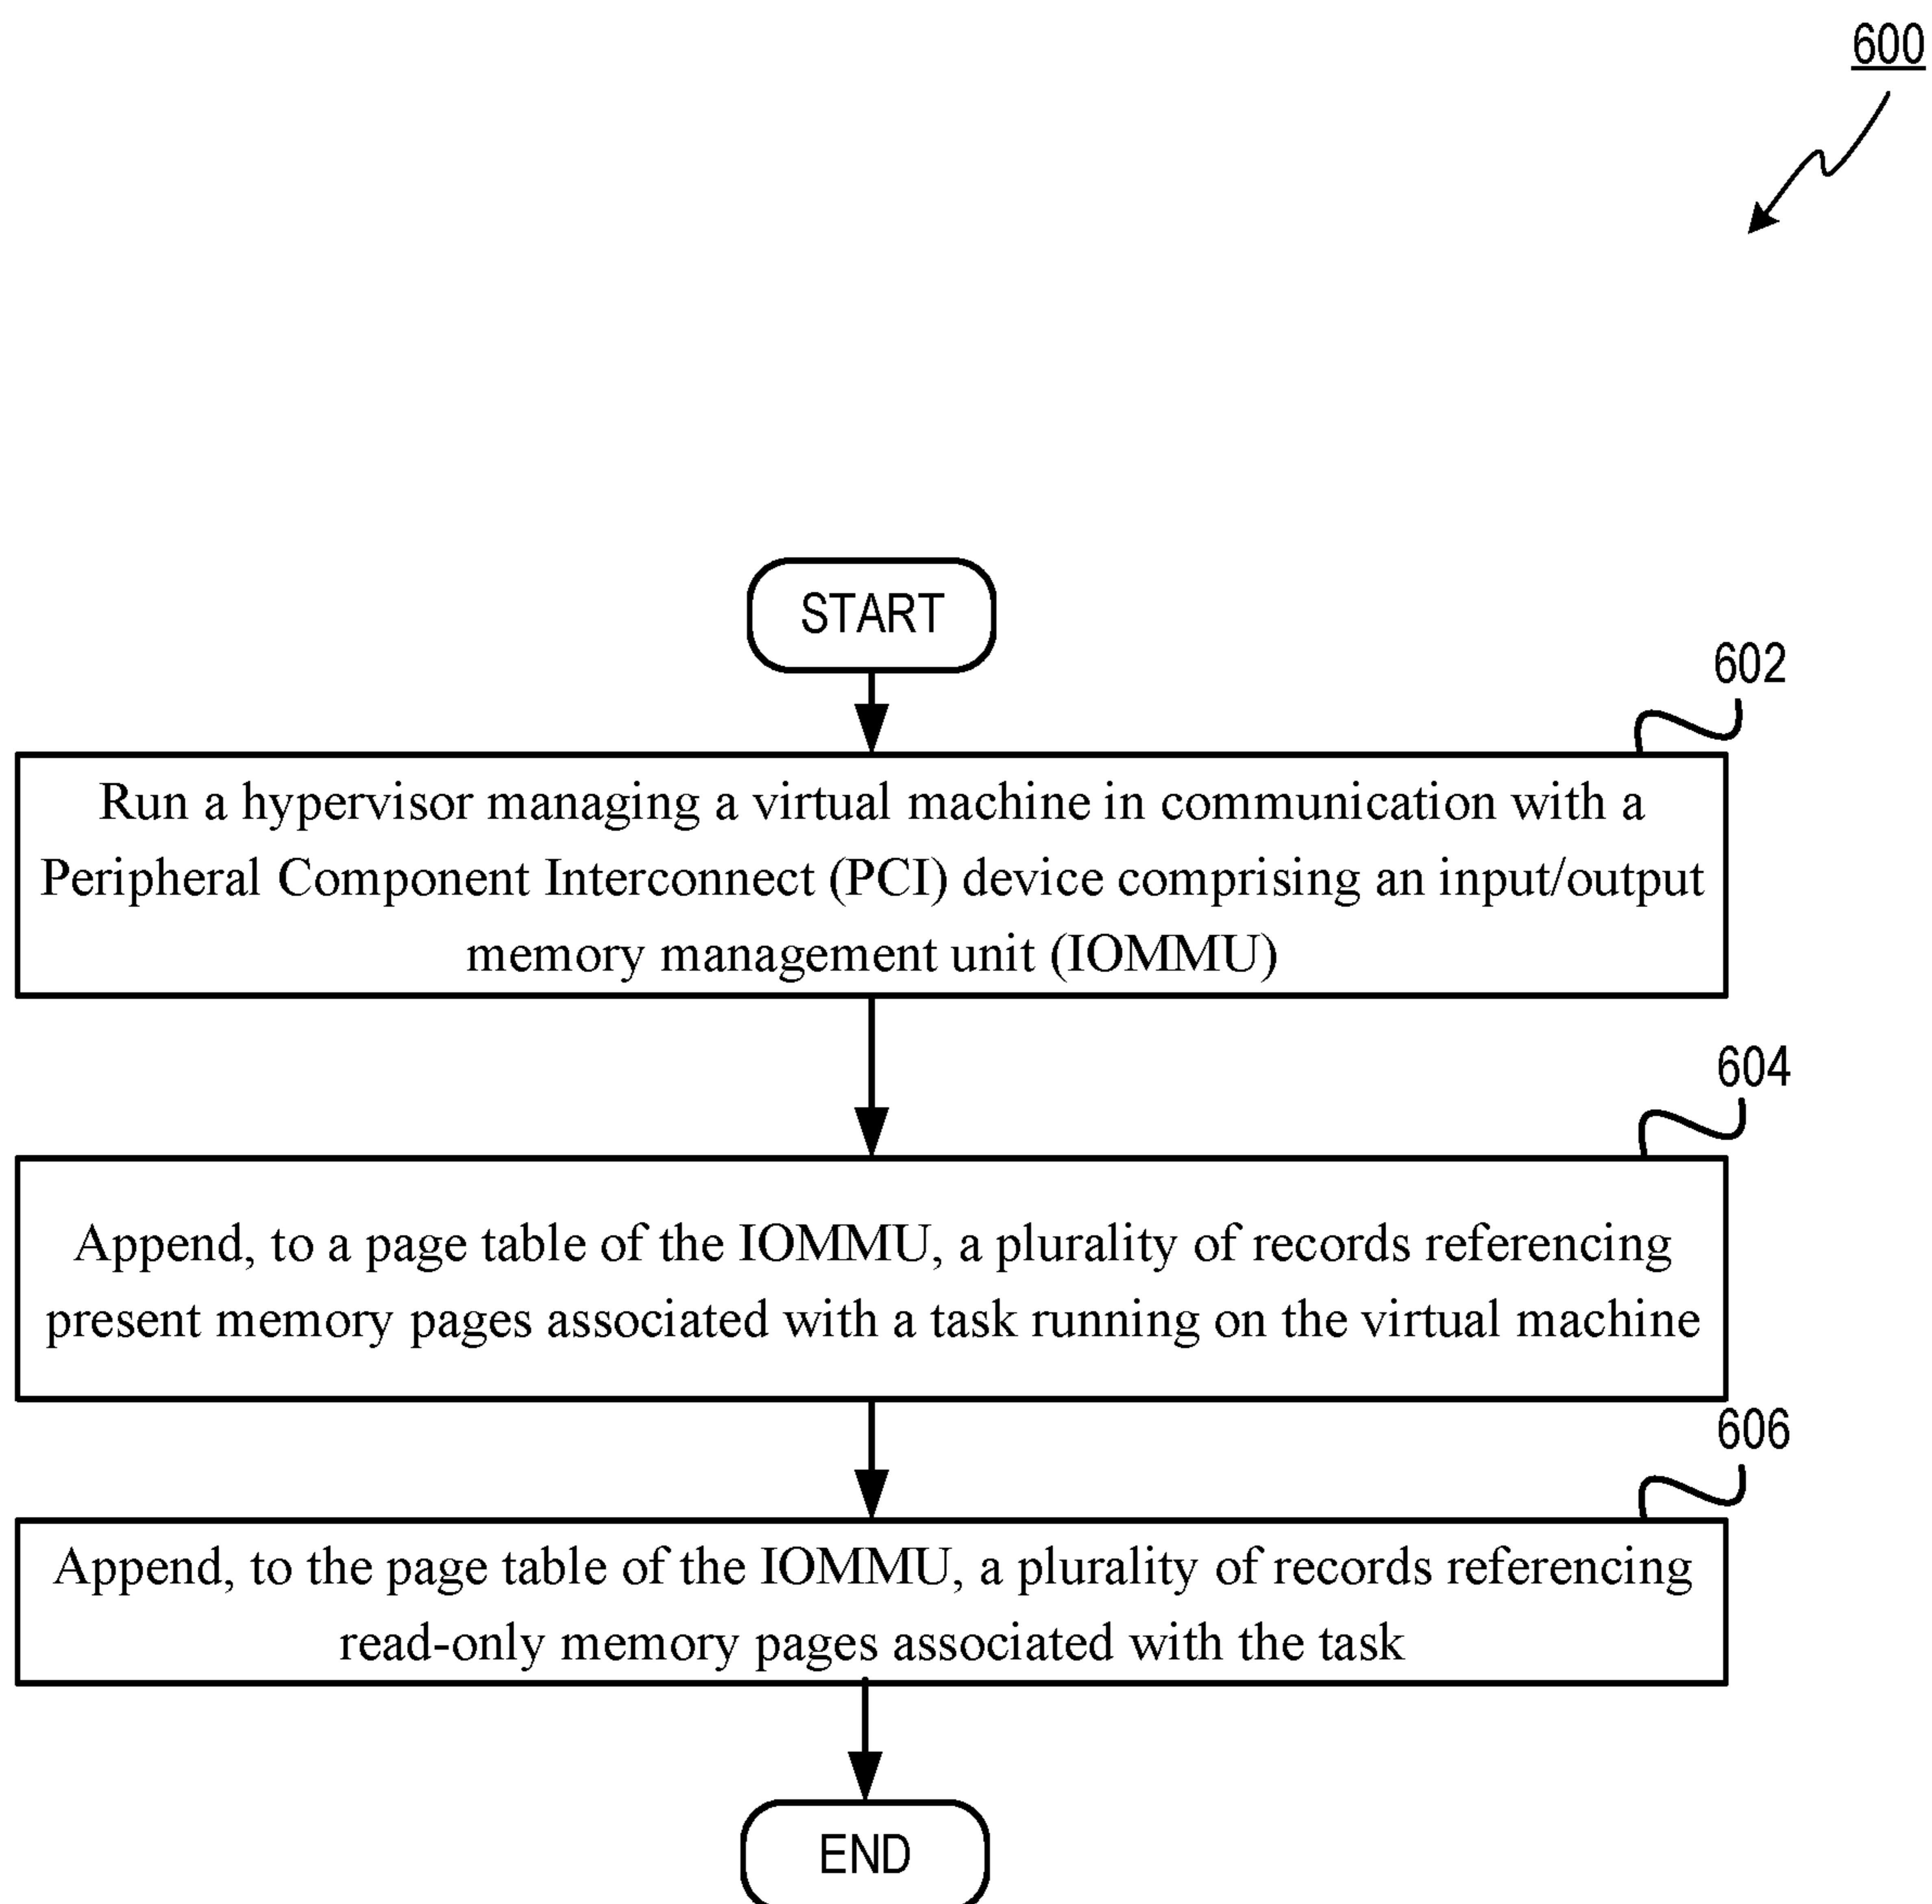 600
START
602
Run a hypervisor managing a virtual machine in communication with a
Peripheral Component Interconnect (PCI) device comprising an input/output
memory management unit (IOMMU)
604
Append, to a page table of the IOMMU, a plurality of records referencing
present memory pages associated with a task running on the virtual machine
606
Append, to the page table of the IOMMU, a plurality of records referencing
read-only memory pages associated with the task
END